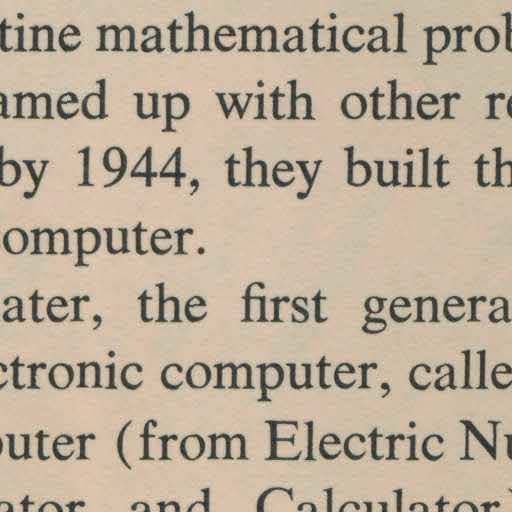 tine mathematical prob
amed up with other re
by 1944, they built th
omputer.
ater, the first genera
ctronic computer, calle
outer (from Electric Nu
ator and Calculator)